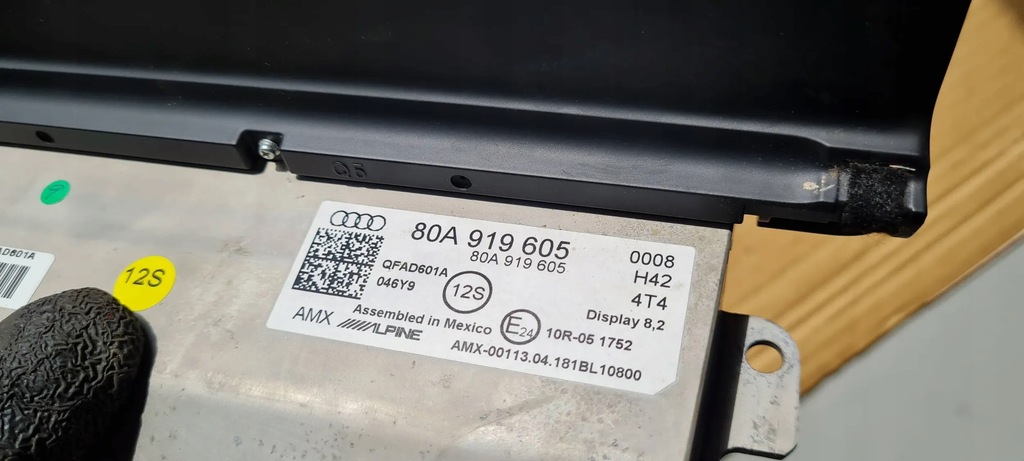 Q5
80A 919 605
80A 919 605
0008
H42
4T4
Display 8,2
QFAD601A
046Y9
12S
Assembled in Mexico
E24
10R-05 1752
AMX
ALPINE
AMX-00113.04.181BL10800
12S
AD601A